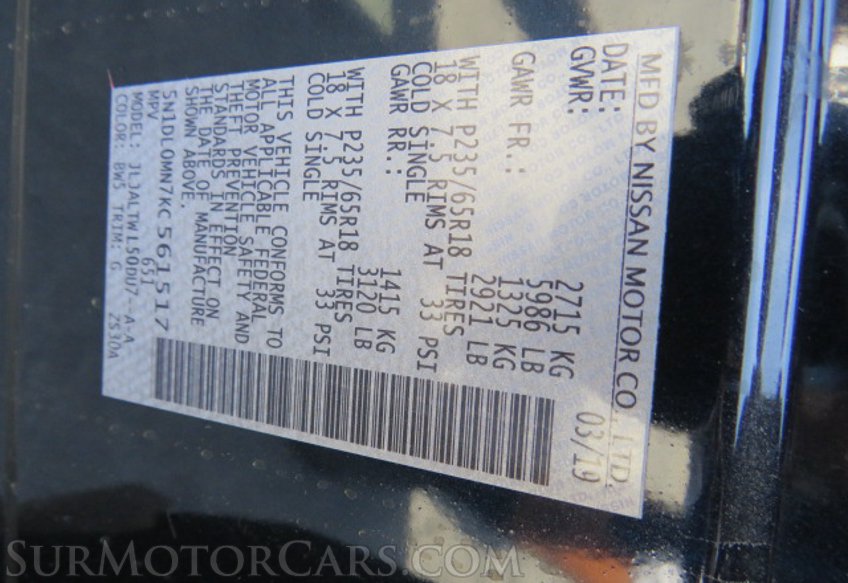 MFD BY NISSAN MOTOR CO., LTD.
DATE: 03/19
GVWR: 2715 KG
5986 LB
GAWR FR.: 1325 KG
2921 LB
WITH P235/65R18 TIRES
18 X 7.5 RIMS AT 33 PSI
COLD SINGLE
GAWR RR.: 1415 KG
3120 LB
WITH P235/65R18 TIRES
18 X 7.5 RIMS AT 33 PSI
COLD SINGLE
THIS VEHICLE CONFORMS TO
ALL APPLICABLE FEDERAL
MOTOR VEHICLE SAFETY AND
THEFT PREVENTION
STANDARDS IN EFFECT ON
THE DATE OF MANUFACTURE
SHOWN ABOVE.
5N1DL0MN7KC561517
MPV 651
MODEL: JL3ALTWL50DU7--A-A
COLOR: BW5 TRIM: G ZS30A
SURMOTORCARS.COM